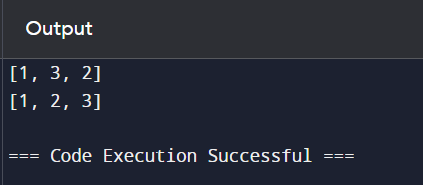 Output
[1, 3, 2]
[1, 2, 3]
=== Code Execution Successful ===